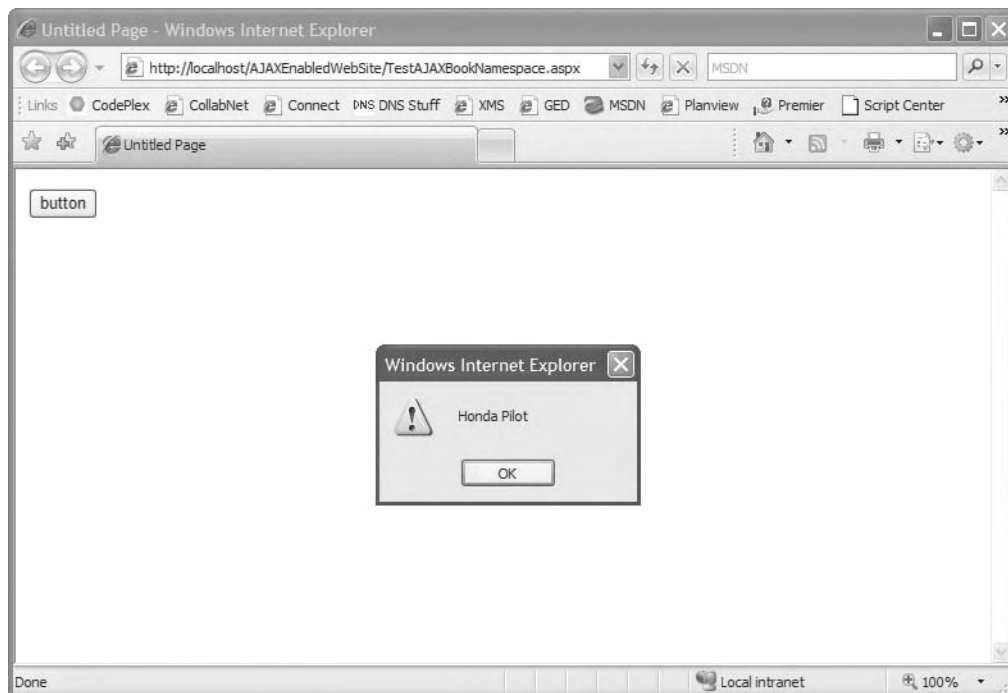 Untitled Page - Windows Internet Explorer
http://localhost/AJAXEnabledWebSite/TestAJAXBookNamespace.aspx MSDN
Links CodePlex CollabNet Connect DNS DNS Stuff XMS GED MSDN Planview Premier Script Center »
Untitled Page »
button
Windows Internet Explorer
Honda Pilot
OK
Done Local intranet 100%